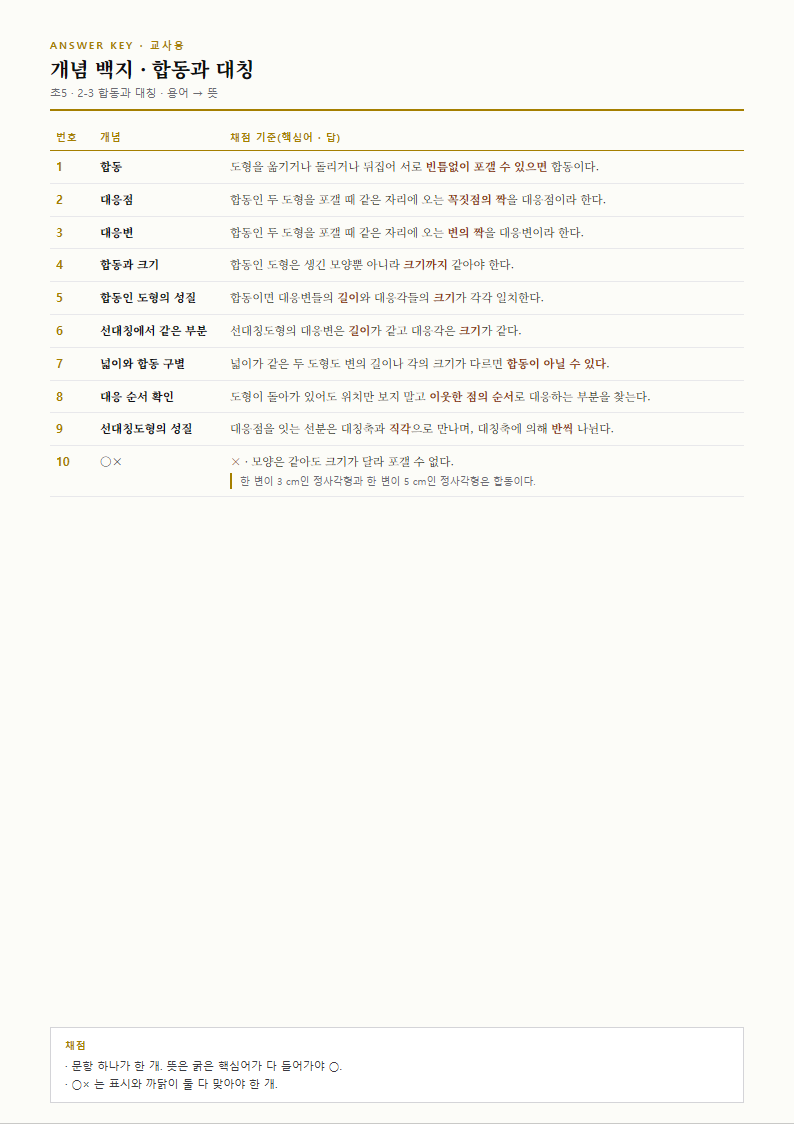 ANSWER KEY · 교사용
개념 백지 · 합동과 대칭
초5 · 2-3 합동과 대칭 · 용어 → 뜻
번호 개념 채점 기준(핵심어 · 답)
1 합동 도형을 옮기거나 돌리거나 뒤집어 서로 빈틈없이 포갤 수 있으면 합동이다.
2 대응점 합동인 두 도형을 포갤 때 같은 자리에 오는 꼭짓점의 짝을 대응점이라 한다.
3 대응변 합동인 두 도형을 포갤 때 같은 자리에 오는 변의 짝을 대응변이라 한다.
4 합동과 크기 합동인 도형은 생긴 모양뿐 아니라 크기까지 같아야 한다.
5 합동인 도형의 성질 합동이면 대응변들의 길이와 대응각들의 크기가 각각 일치한다.
6 선대칭에서 같은 부분 선대칭도형의 대응변은 길이가 같고 대응각은 크기가 같다.
7 넓이와 합동 구별 넓이가 같은 두 도형도 변의 길이나 각의 크기가 다르면 합동이 아닐 수 있다.
8 대응 순서 확인 도형이 돌아가 있어도 위치만 보지 말고 이웃한 점의 순서로 대응하는 부분을 찾는다.
9 선대칭도형의 성질 대응점을 잇는 선분은 대칭축과 직각으로 만나며, 대칭축에 의해 반씩 나뉜다.
10 ○× × · 모양은 같아도 크기가 달라 포갤 수 없다.
한 변이 3 cm인 정사각형과 한 변이 5 cm인 정사각형은 합동이다.
채점
· 문항 하나가 한 개. 뜻은 굵은 핵심어가 다 들어가야 ○.
· ○× 는 표시와 까닭이 둘 다 맞아야 한 개.